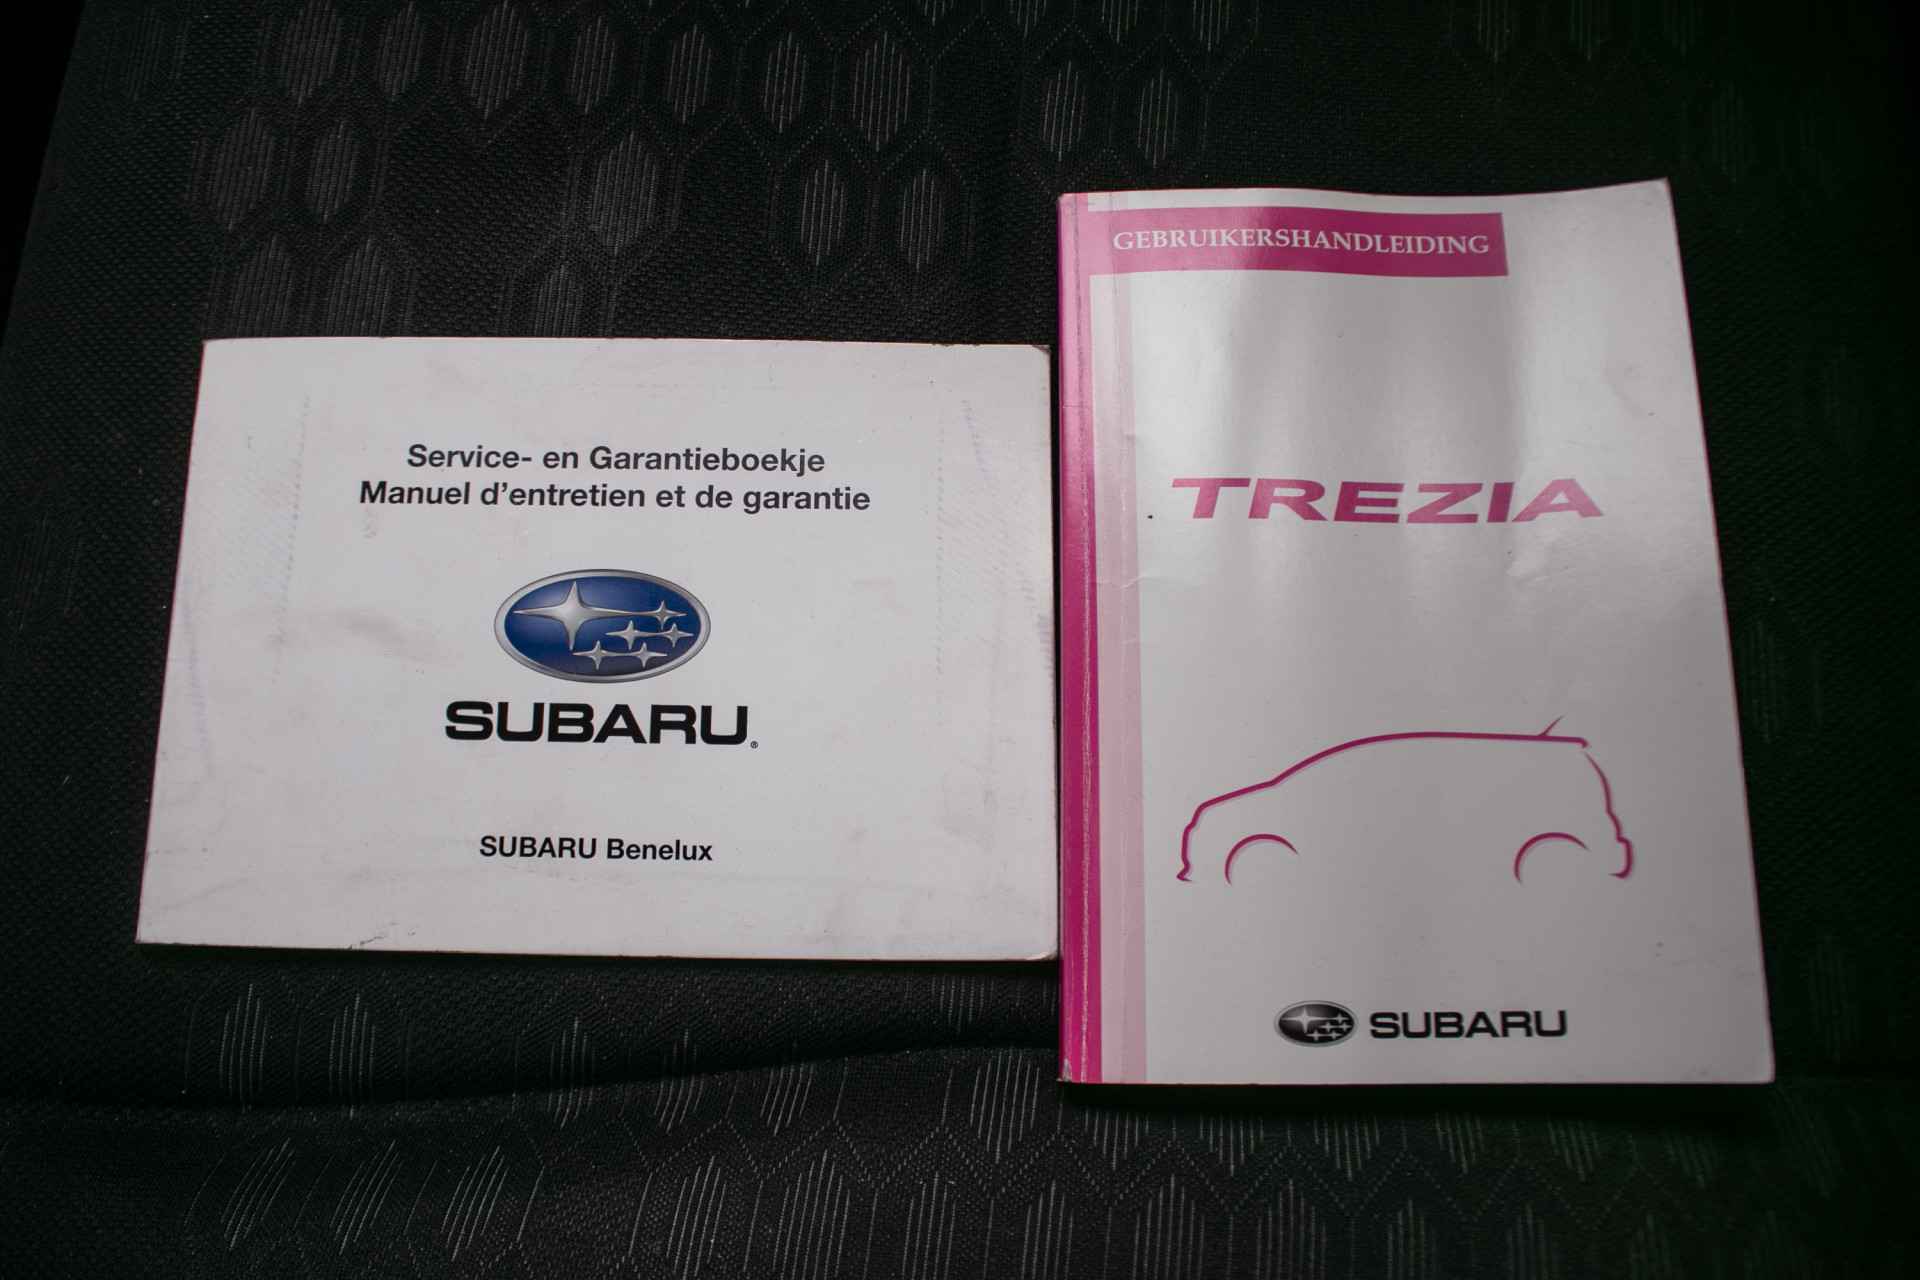 Service- en Garantieboekje
Manuel d'entretien et de garantie
SUBARU®
SUBARU Benelux
GEBRUIKERSHANDLEIDING
TREZIA
SUBARU